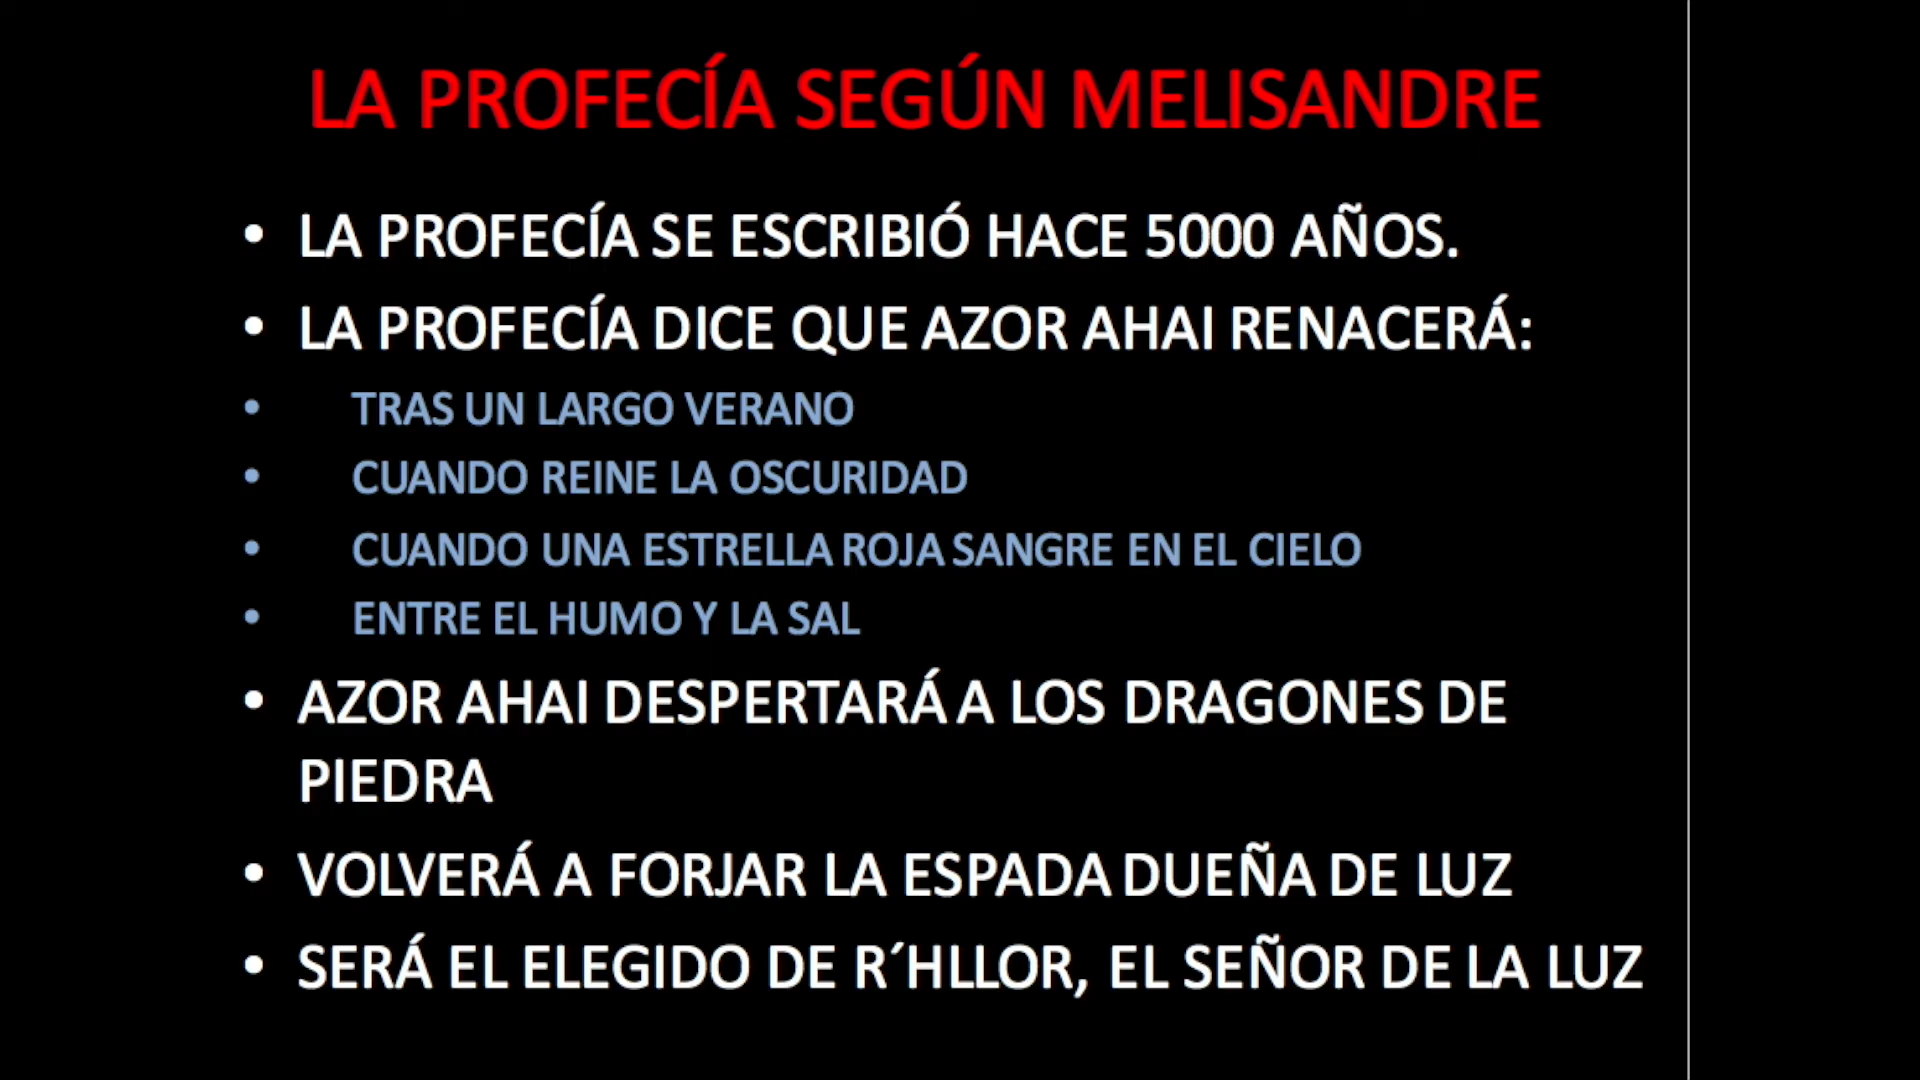 LA PROFECÍA SEGÚN MELISANDRE
• LA PROFECÍA SE ESCRIBIÓ HACE 5000 AÑOS.
• LA PROFECÍA DICE QUE AZOR AHAI RENACERÁ:
• TRAS UN LARGO VERANO
• CUANDO REINE LA OSCURIDAD
• CUANDO UNA ESTRELLA ROJA SANGRE EN EL CIELO
• ENTRE EL HUMO Y LA SAL
• AZOR AHAI DESPERTARÁ A LOS DRAGONES DE
PIEDRA
• VOLVERÁ A FORJAR LA ESPADA DUEÑA DE LUZ
• SERÁ EL ELEGIDO DE R´HLLOR, EL SEÑOR DE LA LUZ